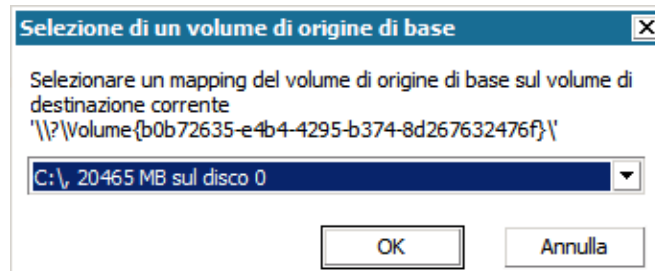 Selezione di un volume di origine di base
Selezionare un mapping del volume di origine di base sul volume di
destinazione corrente
'\\?\Volume{b0b72635-e4b4-4295-b374-8d267632476f}\'
C:\, 20465 MB sul disco 0
OK
Annulla